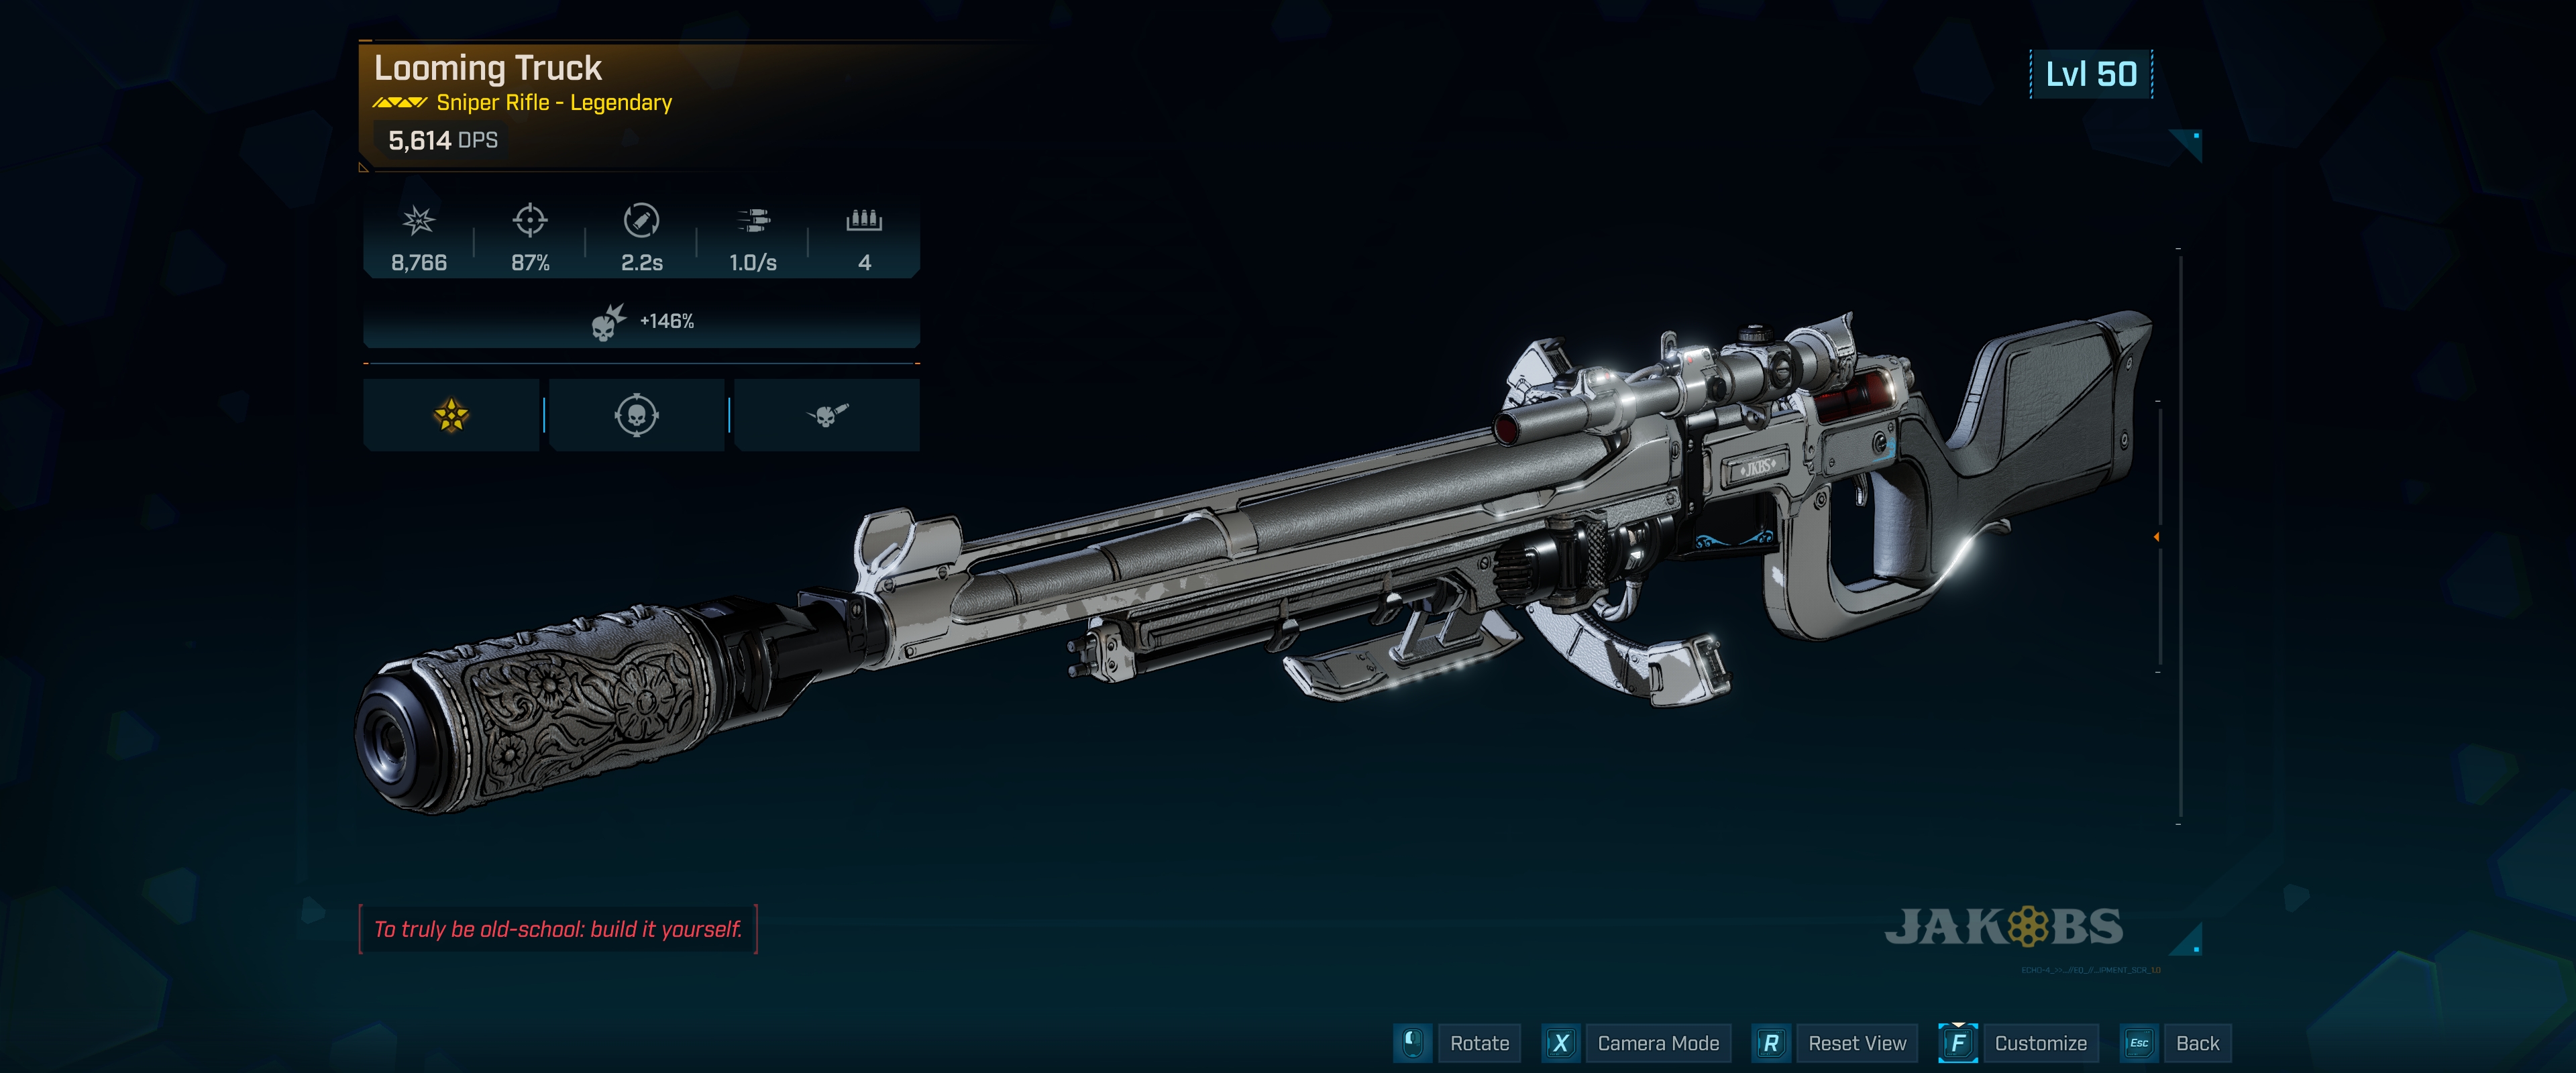 Looming Truck
Lvl 50
Sniper Rifle - Legendary
5,614 DPS
8,766
87%
2.2s
1.0/s
4
+146%
JKBS
To truly be old-school: build it yourself.
JAKOBS
Rotate
X
Camera Mode
R
Reset View
F
Customize
Esc
Back